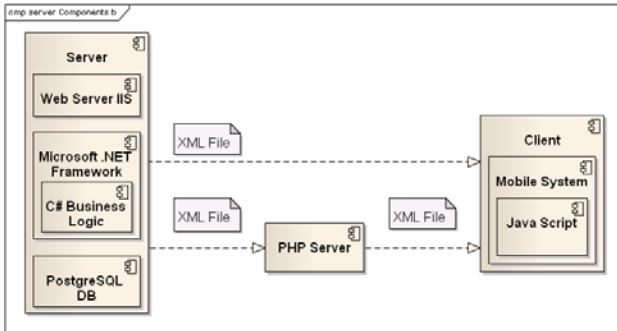 cmp server Components b
Server
Web Server IIS
Microsoft .NET
Framework
C# Business
Logic
PostgreSQL
DB
XML File
XML File
PHP Server
XML File
Client
Mobile System
Java Script